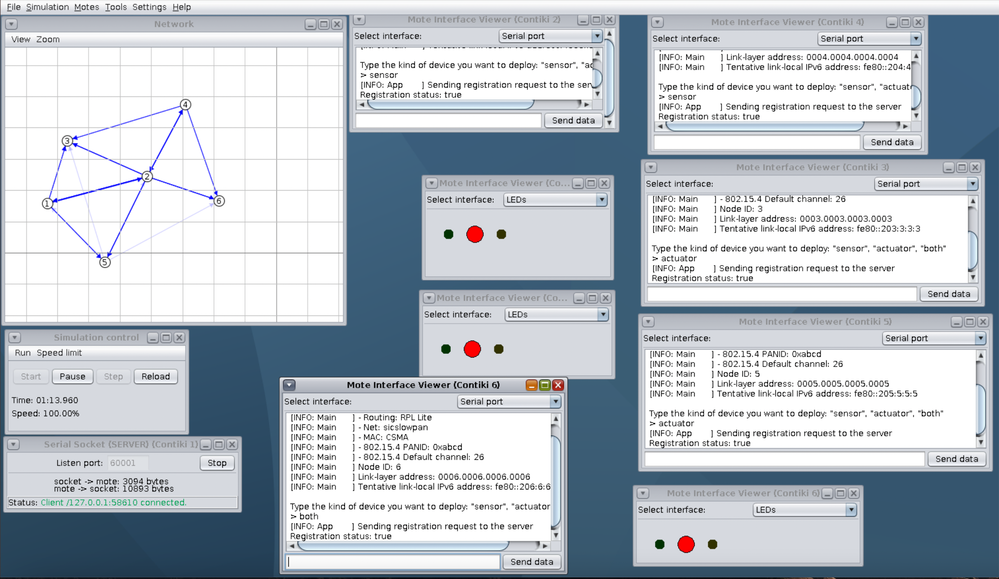 File Simulation Motes Tools Settings Help
Network
View Zoom
4
3
2
1
6
5
Simulation control
Run Speed limit
Start Pause Step Reload
Time: 01:13.960
Speed: 100.00%
Serial Socket (SERVER) (Contiki 1)
Listen port: 60001 Stop
socket -> mote: 3094 bytes
mote -> socket: 10893 bytes
Status: Client /127.0.0.1:58610 connected.
Mote Interface Viewer (Contiki 2)
Select interface: Serial port
Type the kind of device you want to deploy: "sensor", "ac
> sensor
[INFO: App ] Sending registration request to the serv
Registration status: true
Send data
Mote Interface Viewer (Co...
Select interface: LEDs
Mote Interface Viewer (Co...
Select interface: LEDs
Mote Interface Viewer (Contiki 6)
Select interface: Serial port
[INFO: Main ] - Routing: RPL Lite
[INFO: Main ] - Net: sicslowpan
[INFO: Main ] - MAC: CSMA
[INFO: Main ] - 802.15.4 PANID: 0xabcd
[INFO: Main ] - 802.15.4 Default channel: 26
[INFO: Main ] Node ID: 6
[INFO: Main ] Link-layer address: 0006.0006.0006.0006
[INFO: Main ] Tentative link-local IPv6 address: fe80::206:6:6
Type the kind of device you want to deploy: "sensor", "actuator
> both
[INFO: App ] Sending registration request to the server
Registration status: true
Send data
Mote Interface Viewer (Contiki 4)
Select interface: Serial port
[INFO: Main ] Link-layer address: 0004.0004.0004.0004
[INFO: Main ] Tentative link-local IPv6 address: fe80::204:4
Type the kind of device you want to deploy: "sensor", "actuat
> sensor
[INFO: App ] Sending registration request to the server
Registration status: true
Send data
Mote Interface Viewer (Contiki 3)
Select interface: Serial port
[INFO: Main ] - 802.15.4 Default channel: 26
[INFO: Main ] Node ID: 3
[INFO: Main ] Link-layer address: 0003.0003.0003.0003
[INFO: Main ] Tentative link-local IPv6 address: fe80::203:3:3:3
Type the kind of device you want to deploy: "sensor", "actuator", "both"
> actuator
[INFO: App ] Sending registration request to the server
Registration status: true
Send data
Mote Interface Viewer (Contiki 5)
Select interface: Serial port
[INFO: Main ] - 802.15.4 PANID: 0xabcd
[INFO: Main ] - 802.15.4 Default channel: 26
[INFO: Main ] Node ID: 5
[INFO: Main ] Link-layer address: 0005.0005.0005.0005
[INFO: Main ] Tentative link-local IPv6 address: fe80::205:5:5:5
Type the kind of device you want to deploy: "sensor", "actuator", "both"
> actuator
[INFO: App ] Sending registration request to the server
Registration status: true
Send data
Mote Interface Viewer (Contiki 6)
Select interface: LEDs